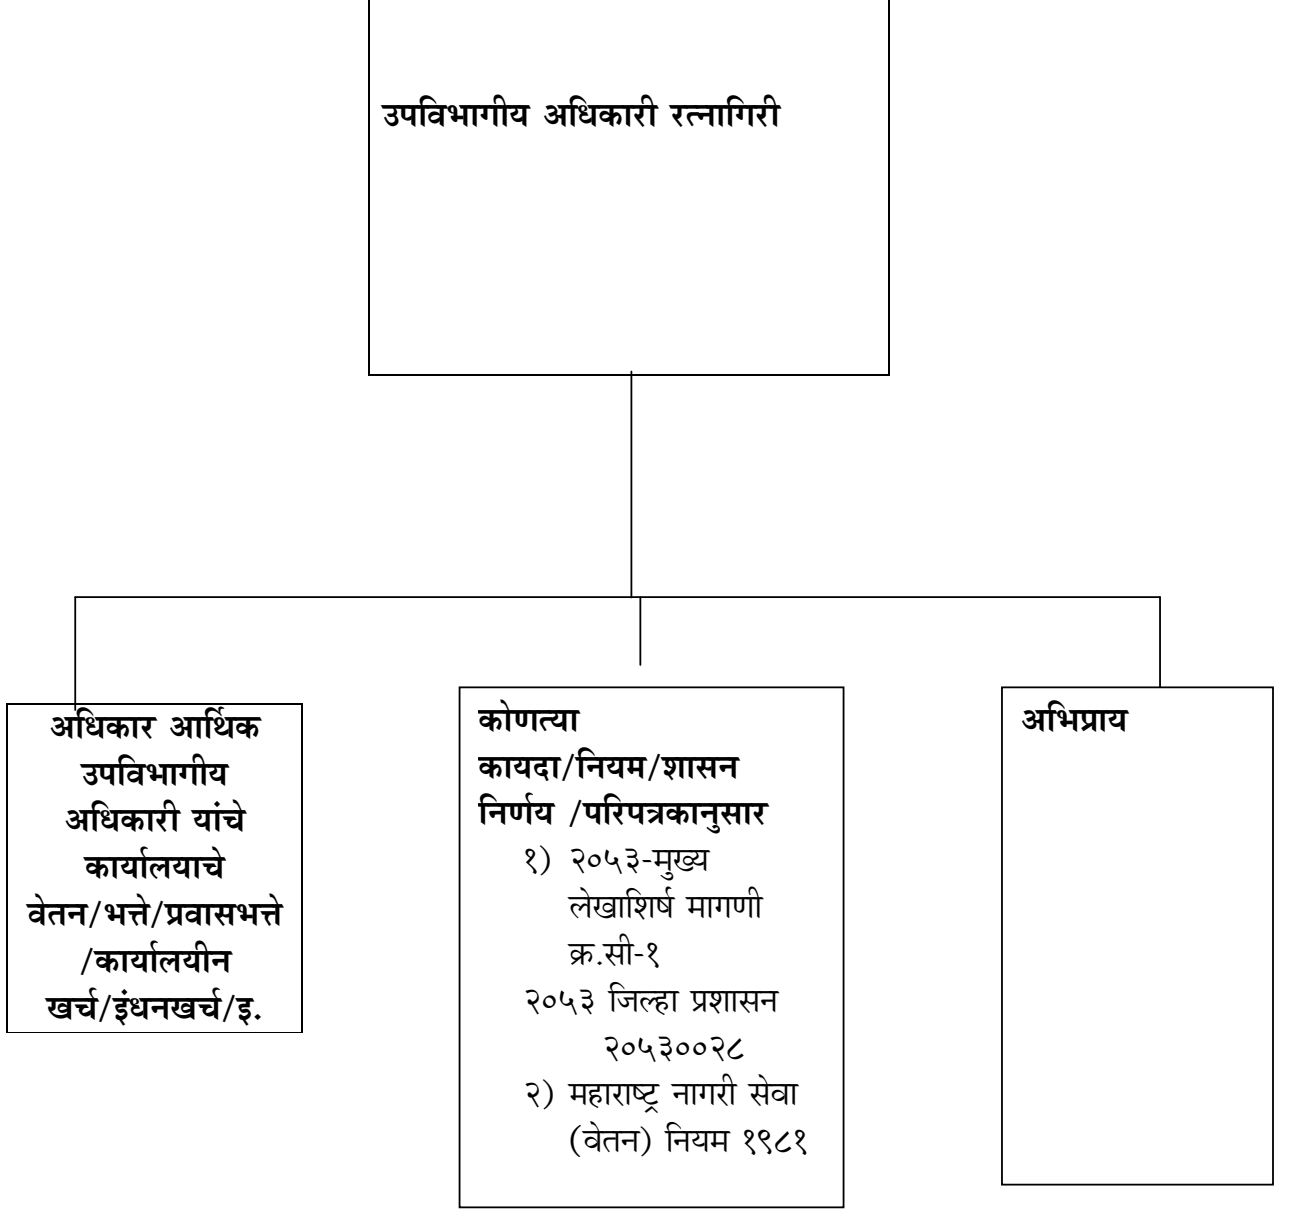 उपविभागीय अधिकारी रत्नागिरी
अधिकार आर्थिक
उपविभागीय
अधिकारी यांचे
कार्यालयाचे
वेतन/भत्ते/प्रवासभत्ते
/कार्यालयीन
खर्च/इंधनखर्च/इ.
कोणत्या
कायदा/नियम/शासन
निर्णय /परिपत्रकानुसार
१) २०५३-मुख्य
लेखाशिर्ष मागणी
क्र.सी-१
२०५३ जिल्हा प्रशासन
२०५३००२८
२) महाराष्ट्र नागरी सेवा
(वेतन) नियम १९८१
अभिप्राय